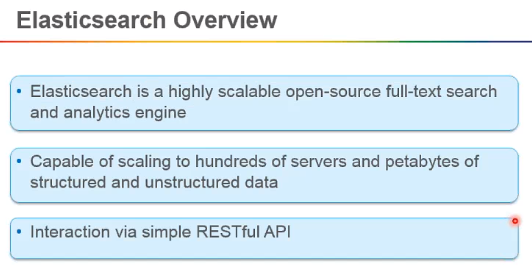 Elasticsearch Overview
• Elasticsearch is a highly scalable open-source full-text search
and analytics engine
• Capable of scaling to hundreds of servers and petabytes of
structured and unstructured data
• Interaction via simple RESTful API